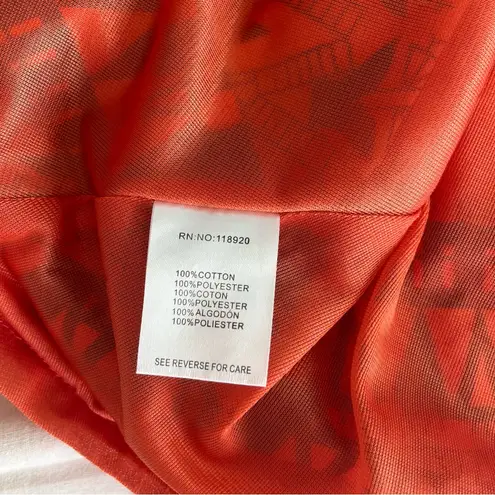 RN:NO:118920
100%COTTON
100%POLYESTER
100%COTON
100%POLYESTER
100%ALGODÓN
100%POLIESTER
SEE REVERSE FOR CARE